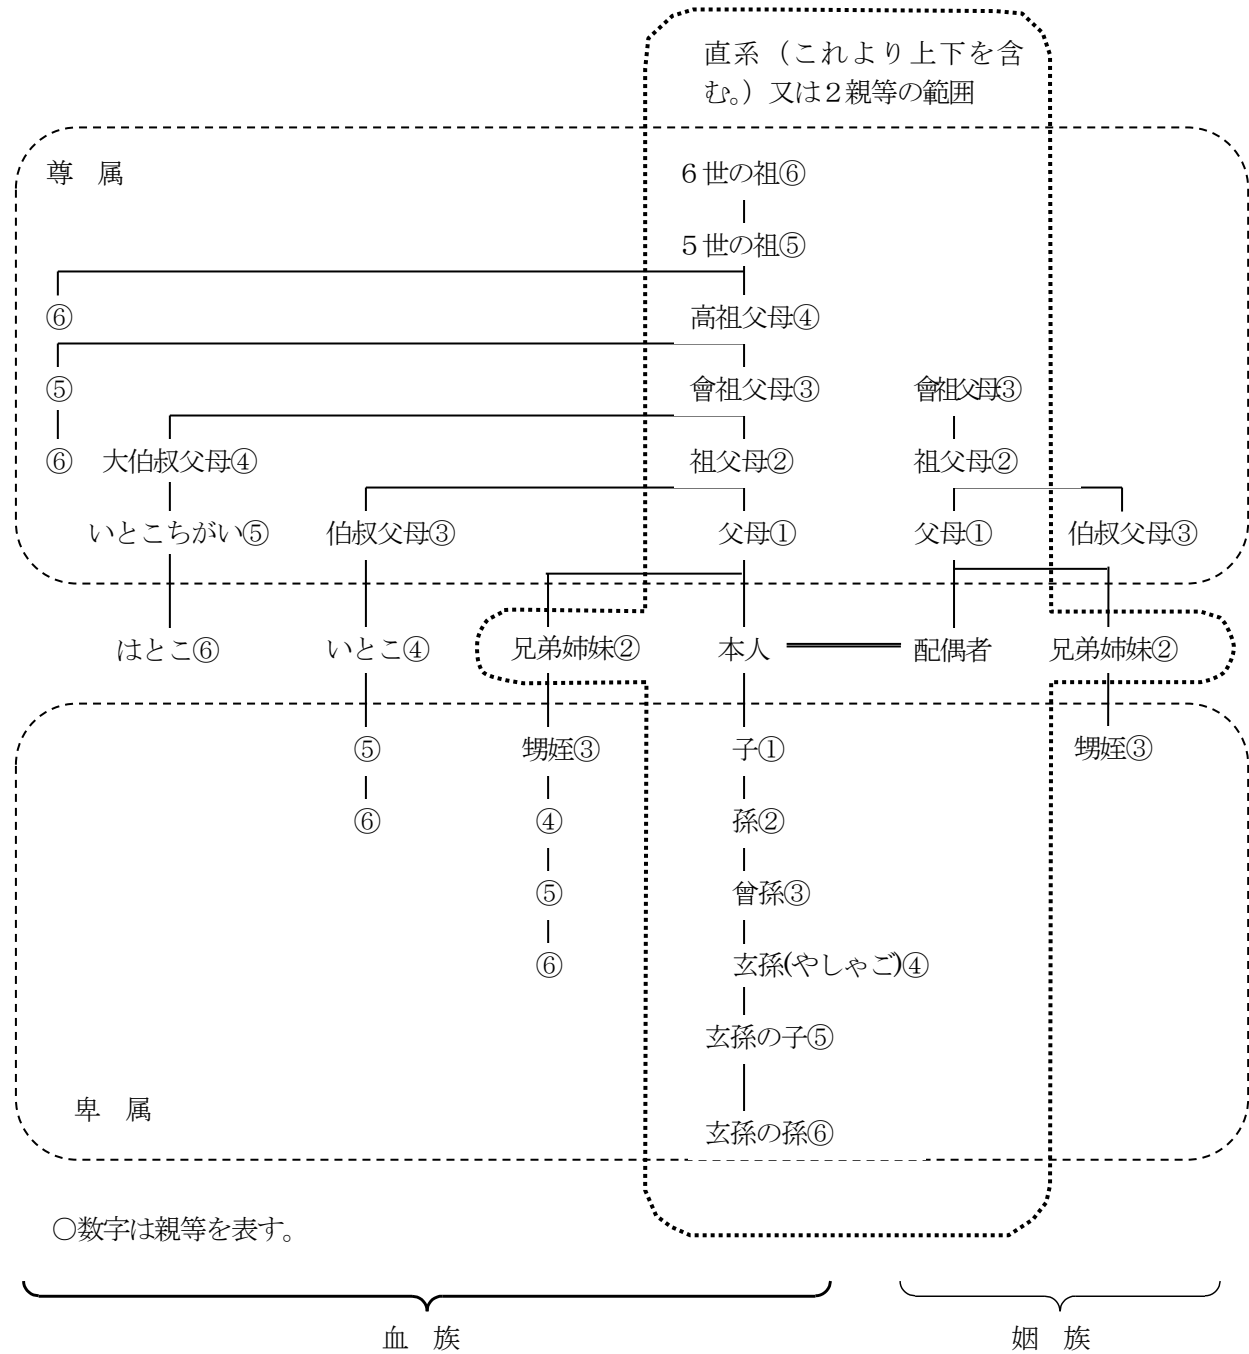 直系（これより上下を含
む。）又は２親等の範囲
尊　属
６世の祖⑥
５世の祖⑤
⑥
高祖父母④
⑤
會祖父母③
會祖父母③
⑥
大伯叔父母④
祖父母②
祖父母②
いとこちがい⑤
伯叔父母③
父母①
父母①
伯叔父母③
はとこ⑥
いとこ④
兄弟姉妹②
本人
配偶者
兄弟姉妹②
⑤
甥姪③
子①
甥姪③
⑥
④
孫②
⑤
曾孫③
⑥
玄孫(やしゃご)④
玄孫の子⑤
卑　属
玄孫の孫⑥
○数字は親等を表す。
血　族
姻　族